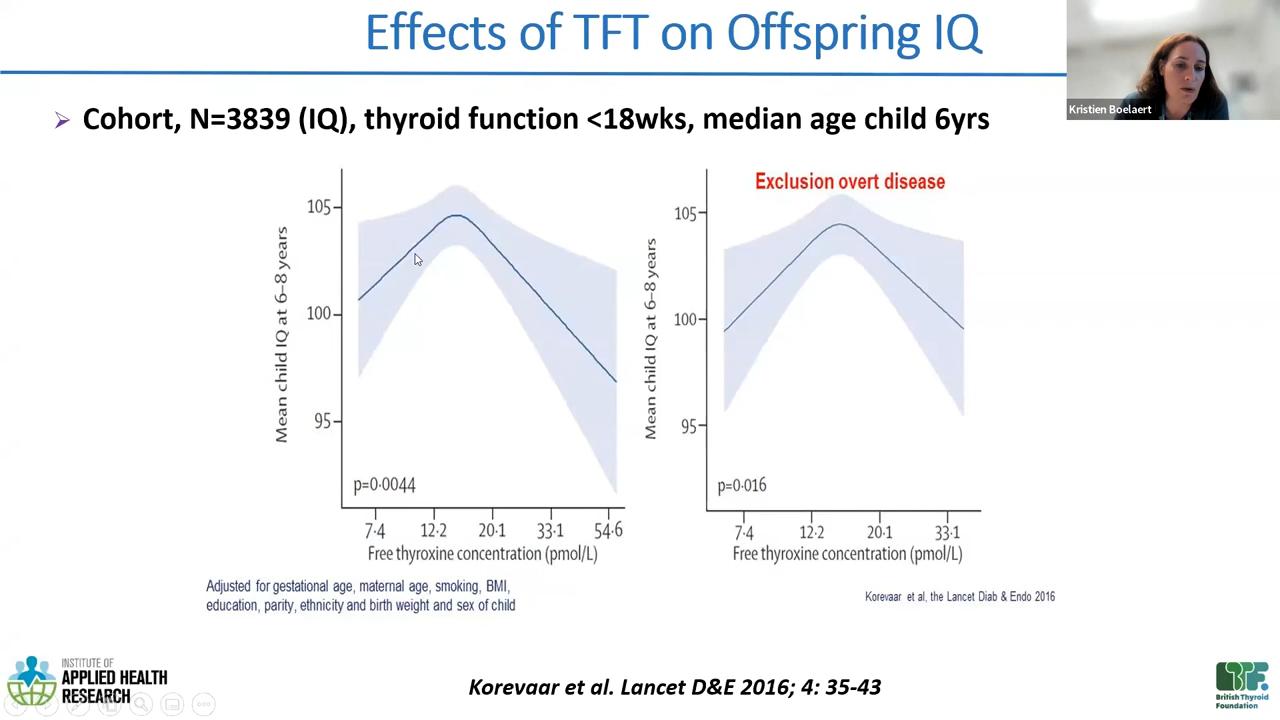 Effects of TFT on Offspring IQ
Kristien Boelaert
➢ Cohort, N=3839 (IQ), thyroid function <18wks, median age child 6yrs
Mean child IQ at 6–8 years
105
100
95
p=0·0044
7·4 12·2 20·1 33·1 54·6
Free thyroxine concentration (pmol/L)
Exclusion overt disease
Mean child IQ at 6–8 years
105
100
95
p=0·016
7·4 12·2 20·1 33·1
Free thyroxine concentration (pmol/L)
Adjusted for gestational age, maternal age, smoking, BMI,
education, parity, ethnicity and birth weight and sex of child
Korevaar et al, the Lancet Diab & Endo 2016
INSTITUTE OF
APPLIED HEALTH
RESEARCH
Korevaar et al. Lancet D&E 2016; 4: 35-43
BTF
British Thyroid
Foundation